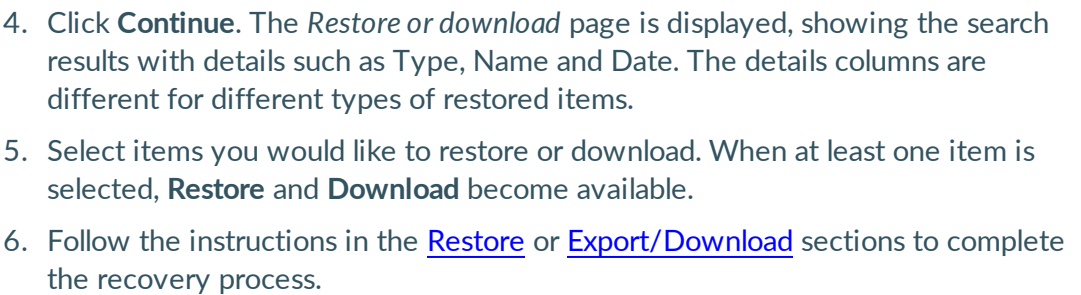 4. Click Continue. The Restore or download page is displayed, showing the search
results with details such as Type, Name and Date. The details columns are
different for different types of restored items.
5. Select items you would like to restore or download. When at least one item is
selected, Restore and Download become available.
6. Follow the instructions in the Restore or Export/Download sections to complete
the recovery process.